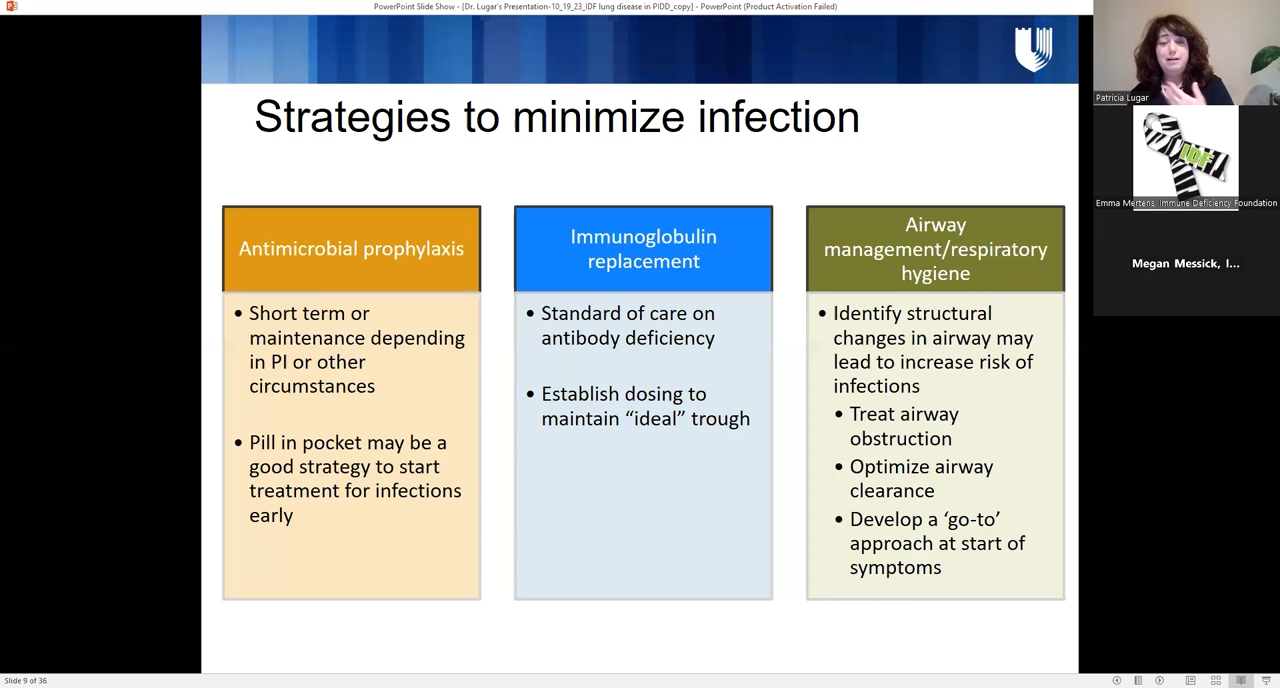 PowerPoint Slide Show - [Dr. Lugar's Presentation-10_19_23_IDF lung disease in PIDD_copy] - PowerPoint (Product Activation Failed)
Strategies to minimize infection
Antimicrobial prophylaxis
• Short term or
maintenance depending
in PI or other
circumstances
• Pill in pocket may be a
good strategy to start
treatment for infections
early
Immunoglobulin
replacement
• Standard of care on
antibody deficiency
• Establish dosing to
maintain “ideal” trough
Airway
management/respiratory
hygiene
• Identify structural
changes in airway may
lead to increase risk of
infections
• Treat airway
obstruction
• Optimize airway
clearance
• Develop a ‘go-to’
approach at start of
symptoms
Patricia Lugar
IDF
Emma Mertens, Immune Deficiency Foundation
Megan Messick, I...
Slide 9 of 36